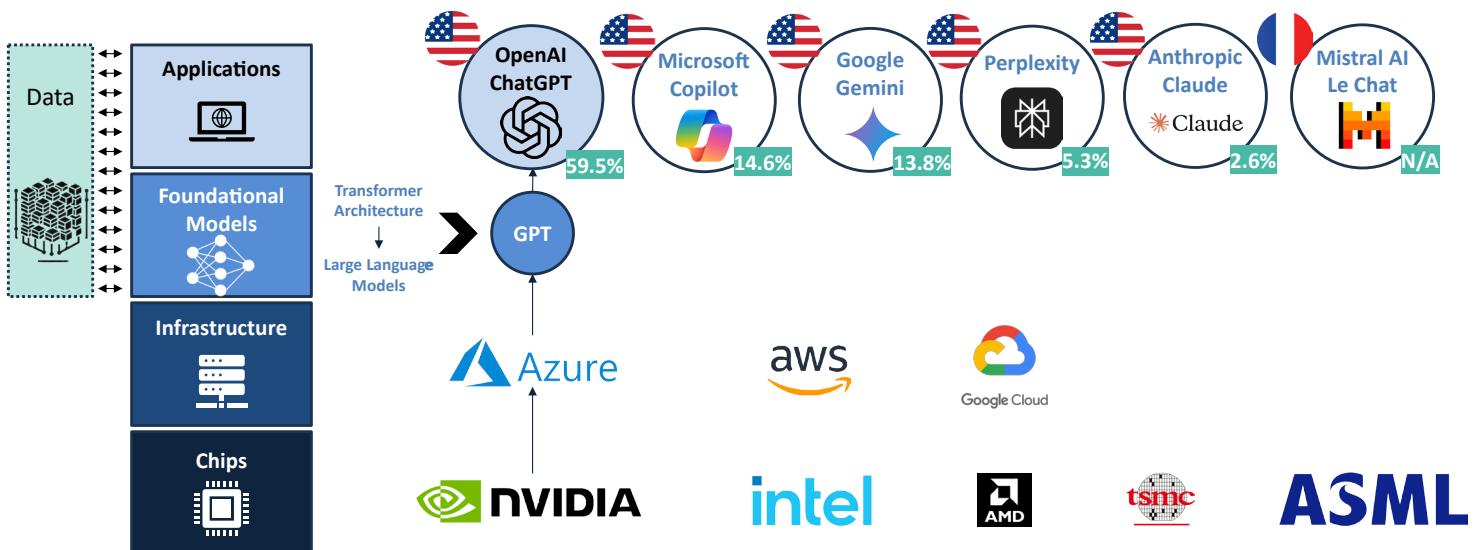 Data
Applications
Foundational
Models
Infrastructure
Chips
Transformer
Architecture
Large Language
Models
OpenAI
ChatGPT
59.5%
Microsoft
Copilot
14.6%
Google
Gemini
13.8%
Perplexity
5.3%
Anthropic
Claude
Claude
2.6%
Mistral AI
Le Chat
N/A
GPT
Azure
aws
Google Cloud
NVIDIA
intel
AMD
tsmc
ASML